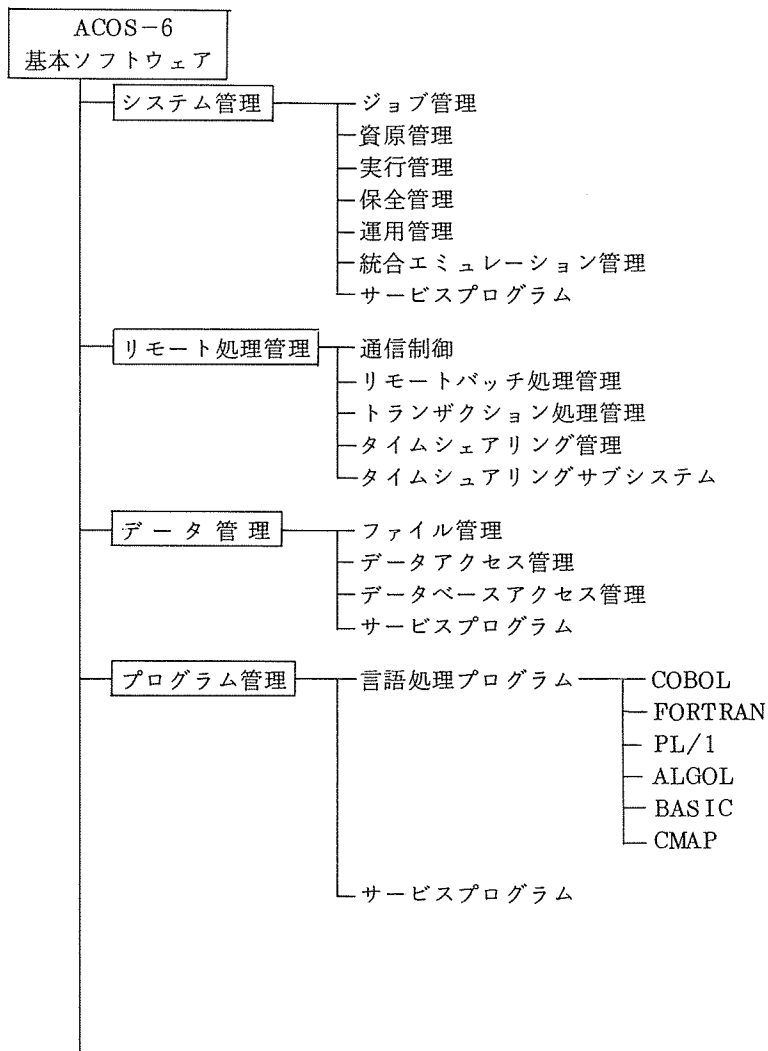 ACOS-6
基本ソフトウェア
システム管理
ジョブ管理
資原管理
実行管理
保全管理
運用管理
統合エミュレーション管理
サービスプログラム
リモート処理管理
通信制御
リモートバッチ処理管理
トランザクション処理管理
タイムシェアリング管理
タイムシュアリングサブシステム
データ管理
ファイル管理
データアクセス管理
データベースアクセス管理
サービスプログラム
プログラム管理
言語処理プログラム
COBOL
FORTRAN
PL/1
ALGOL
BASIC
CMAP
サービスプログラム